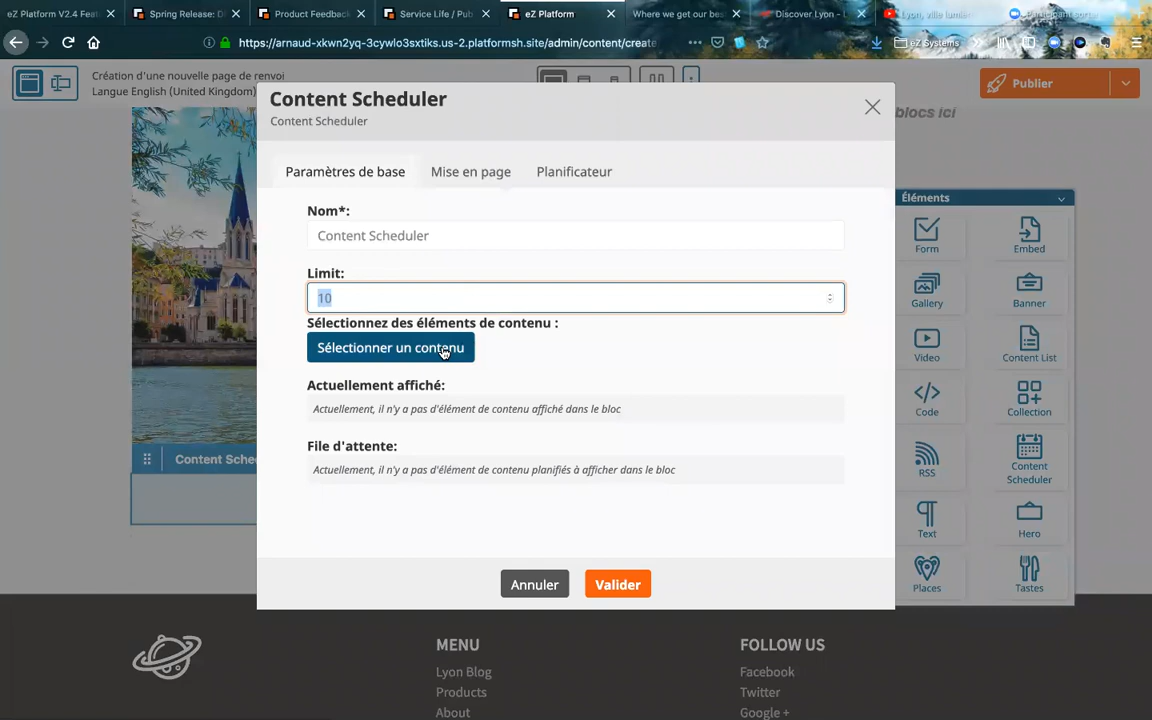 eZ Platform V2.4 Feat
Spring Release: D
Product Feedback
Service Life / Pub
eZ Platform
Where we get our bes
Discover Lyon -
Lyon, ville lumièr
https://arnaud-xkwn2yq-3cywlo3sxtiks.us-2.platformsh.site/admin/content/create
eZ Systems
Création d'une nouvelle page de renvoi
Langue English (United Kingdom)
Publier
blocs ici
Content Scheduler
Content Scheduler
Paramètres de base
Mise en page
Planificateur
Nom*:
Content Scheduler
Limit:
10
Sélectionnez des éléments de contenu :
Sélectionner un contenu
Actuellement affiché:
Actuellement, il n'y a pas d'élément de contenu affiché dans le bloc
File d'attente:
Actuellement, il n'y a pas d'élément de contenu planifiés à afficher dans le bloc
Annuler
Valider
Content Sche
Éléments
Form
Embed
Gallery
Banner
Video
Content List
Code
Collection
RSS
Content
Scheduler
Text
Hero
Places
Tastes
MENU
Lyon Blog
Products
About
FOLLOW US
Facebook
Twitter
Google +